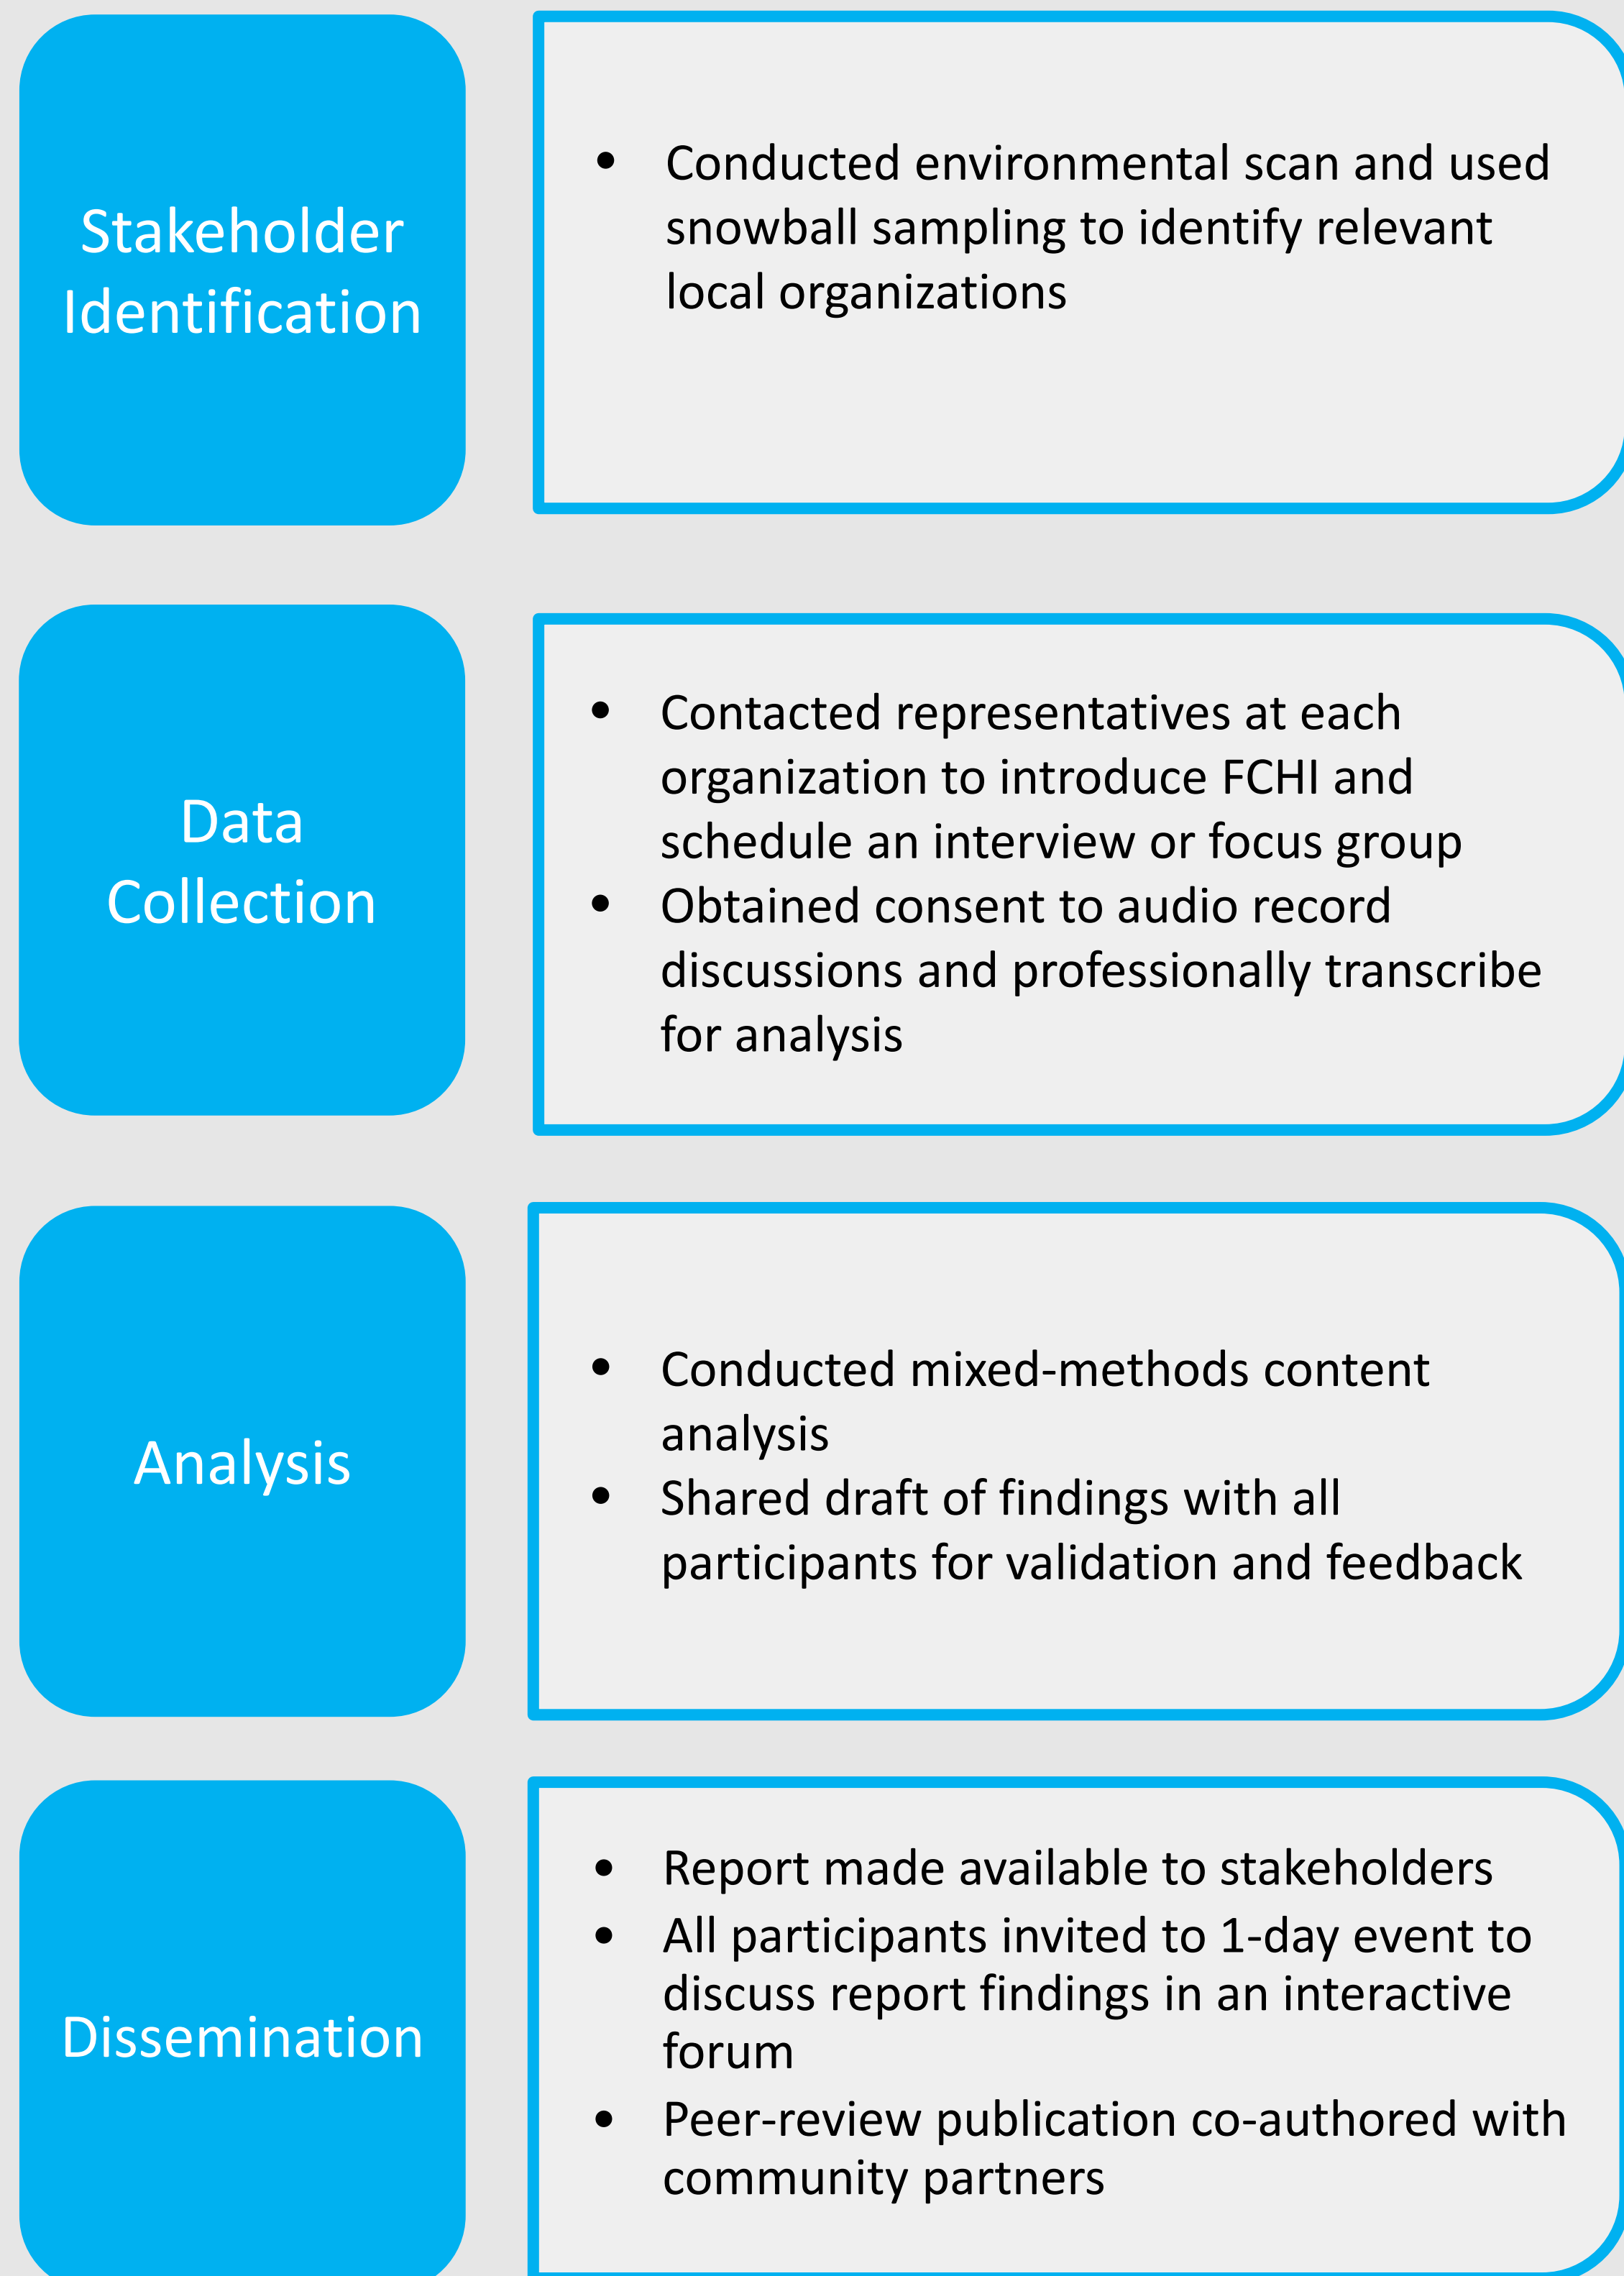 Stakeholder
Identification
• Conducted environmental scan and used
snowball sampling to identify relevant
local organizations
Data
Collection
• Contacted representatives at each
organization to introduce FCHI and
schedule an interview or focus group
• Obtained consent to audio record
discussions and professionally transcribe
for analysis
Analysis
• Conducted mixed-methods content
analysis
• Shared draft of findings with all
participants for validation and feedback
Dissemination
• Report made available to stakeholders
• All participants invited to 1-day event to
discuss report findings in an interactive
forum
• Peer-review publication co-authored with
community partners